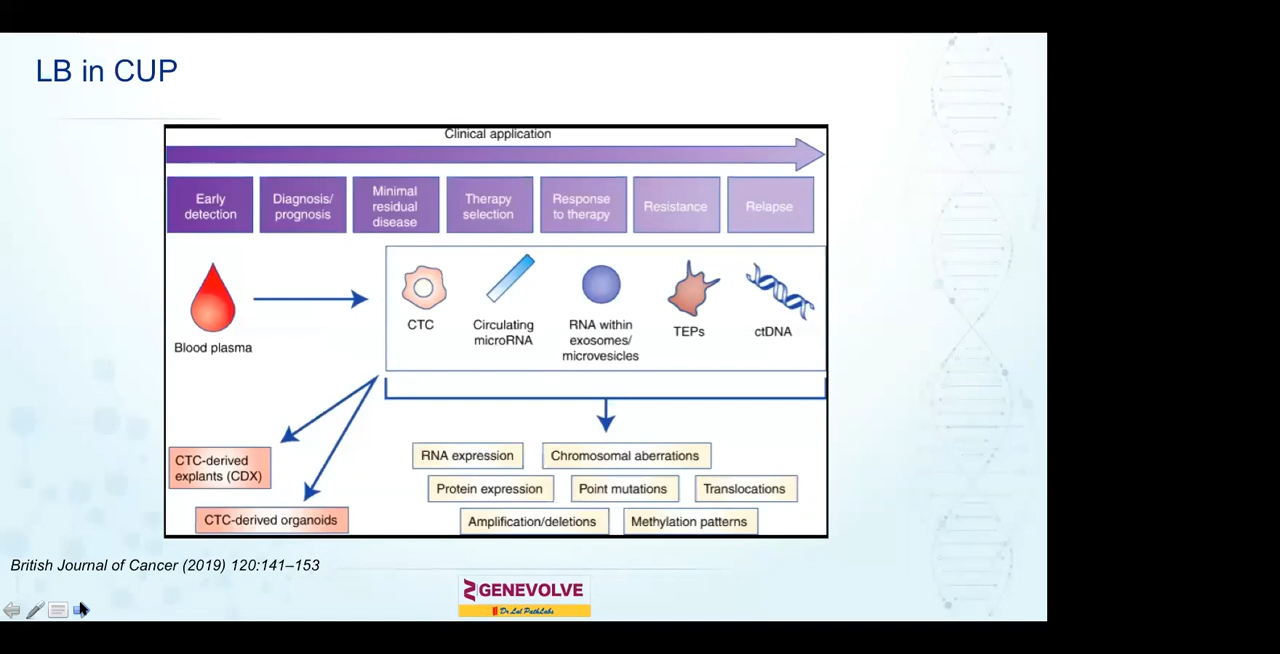 LB in CUP
Clinical application
Early
detection
Diagnosis/
prognosis
Minimal
residual
disease
Therapy
selection
Response
to therapy
Resistance
Relapse
Blood plasma
CTC
Circulating
microRNA
RNA within
exosomes/
microvesicles
TEPs
ctDNA
CTC-derived
explants (CDX)
CTC-derived organoids
RNA expression
Chromosomal aberrations
Protein expression
Point mutations
Translocations
Amplification/deletions
Methylation patterns
British Journal of Cancer (2019) 120:141–153
GENEVOLVE
Dr Lal PathLabs